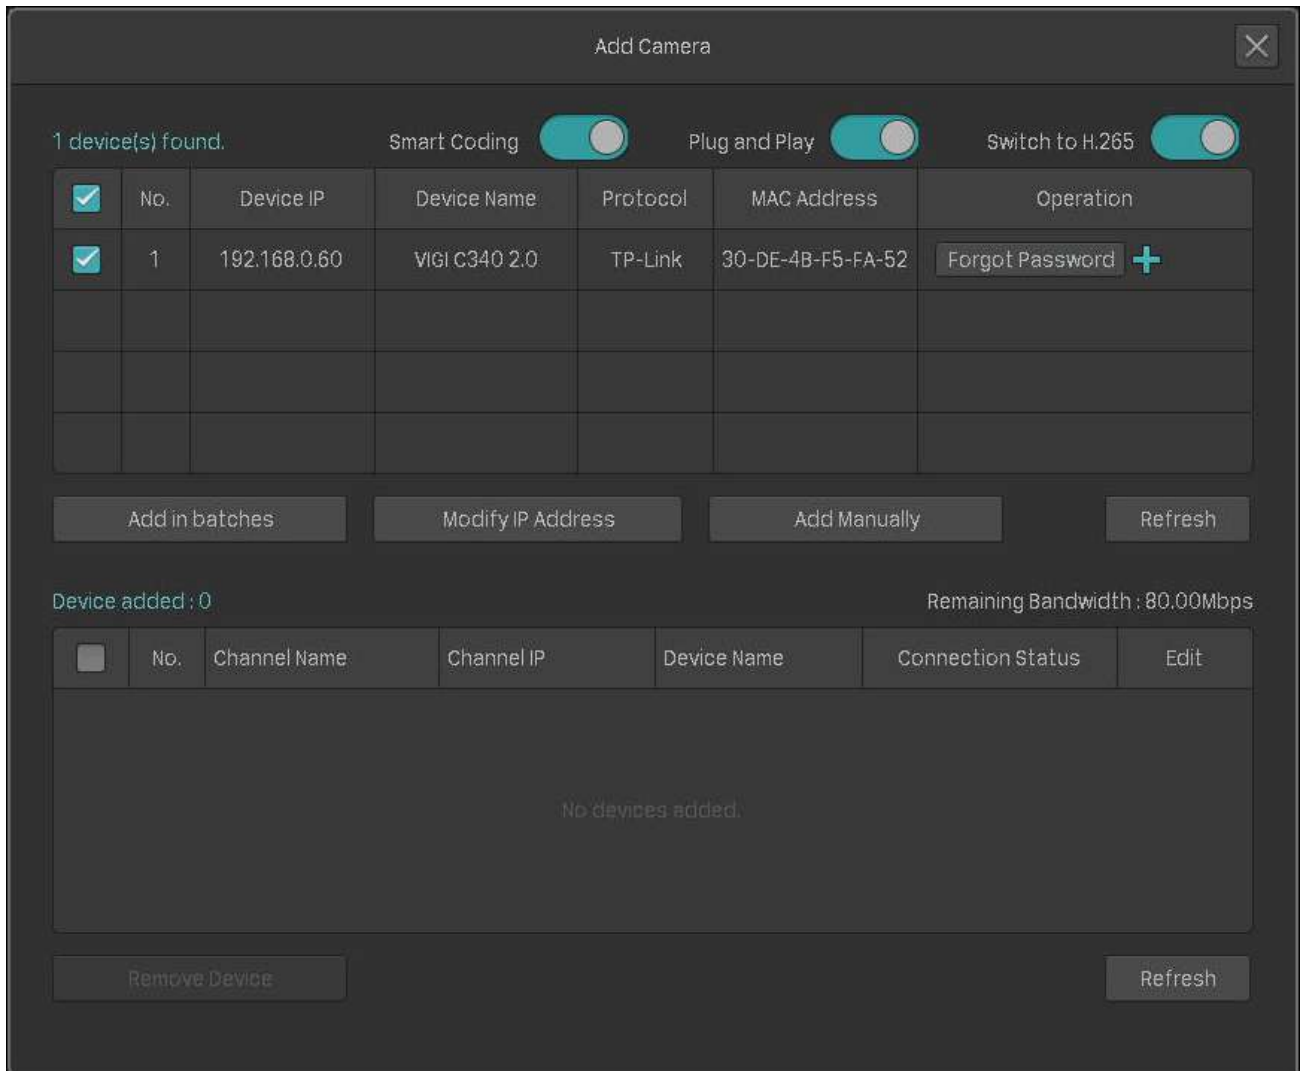 Add Camera
1 device(s) found. Smart Coding Plug and Play Switch to H.265
No. Device IP Device Name Protocol MAC Address Operation
1 192.168.0.60 VIGI C340 2.0 TP-Link 30-DE-4B-F5-FA-52 Forgot Password
Add in batches Modify IP Address Add Manually Refresh
Device added : 0 Remaining Bandwidth : 80.00Mbps
No. Channel Name Channel IP Device Name Connection Status Edit
No devices added.
Remove Device Refresh